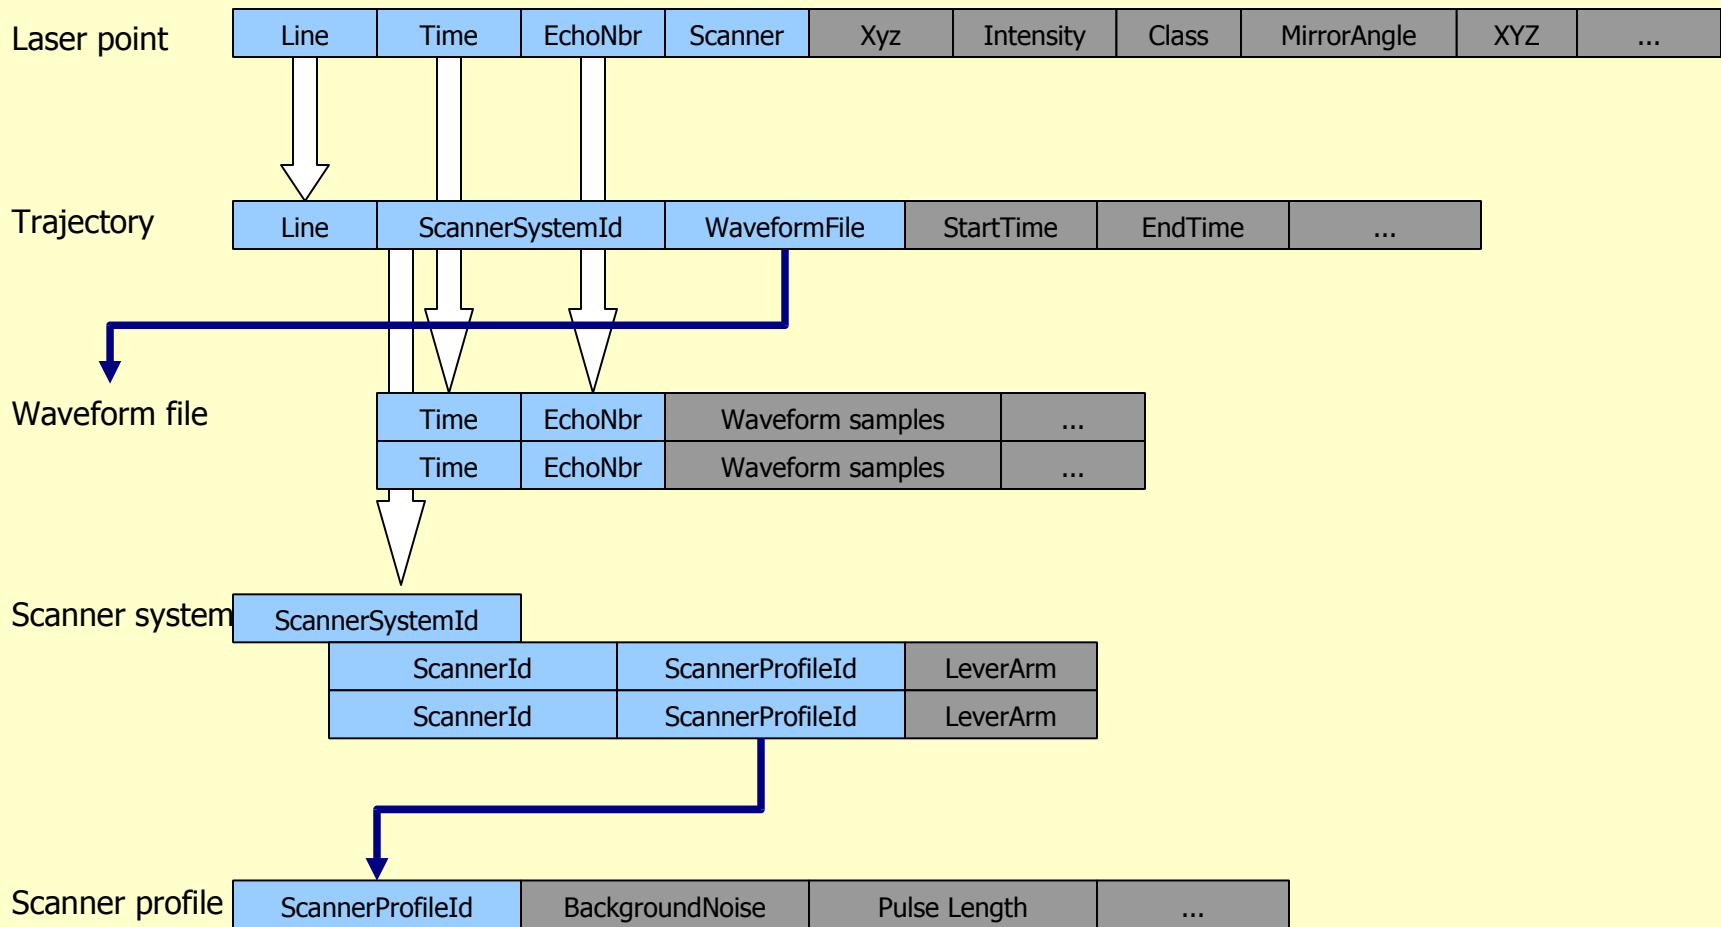 Laser point Line Time EchoNbr Scanner Xyz Intensity Class MirrorAngle XYZ ...
Trajectory Line ScannerSystemId WaveformFile StartTime EndTime ...
Waveform file Time EchoNbr Waveform samples ...
Time EchoNbr Waveform samples ...
Scanner system ScannerSystemId
ScannerId ScannerProfileId LeverArm
ScannerId ScannerProfileId LeverArm
Scanner profile ScannerProfileId BackgroundNoise Pulse Length ...